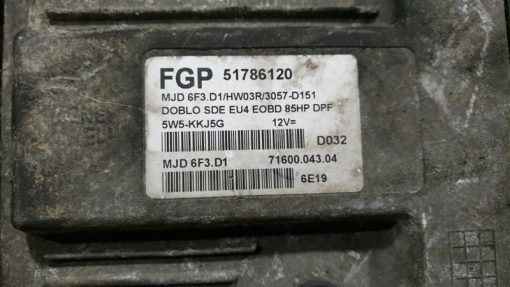 FGP 51786120
MJD 6F3.D1/HW03R/3057-D151
DOBLO SDE EU4 EOBD 85HP DPF
5W5-KKJ5G 12V=
D032
MJD 6F3.D1 71600.043.04
6E19